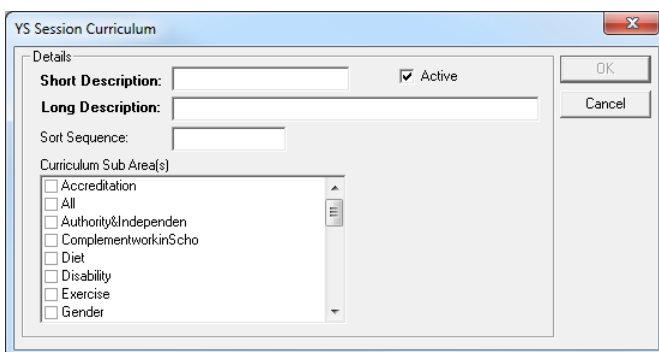 YS Session Curriculum
Details
Short Description:
Active
OK
Long Description:
Cancel
Sort Sequence:
Curriculum Sub Area(s)
Accreditation
All
Authority&Independen
ComplementworkinScho
Diet
Disability
Exercise
Gender